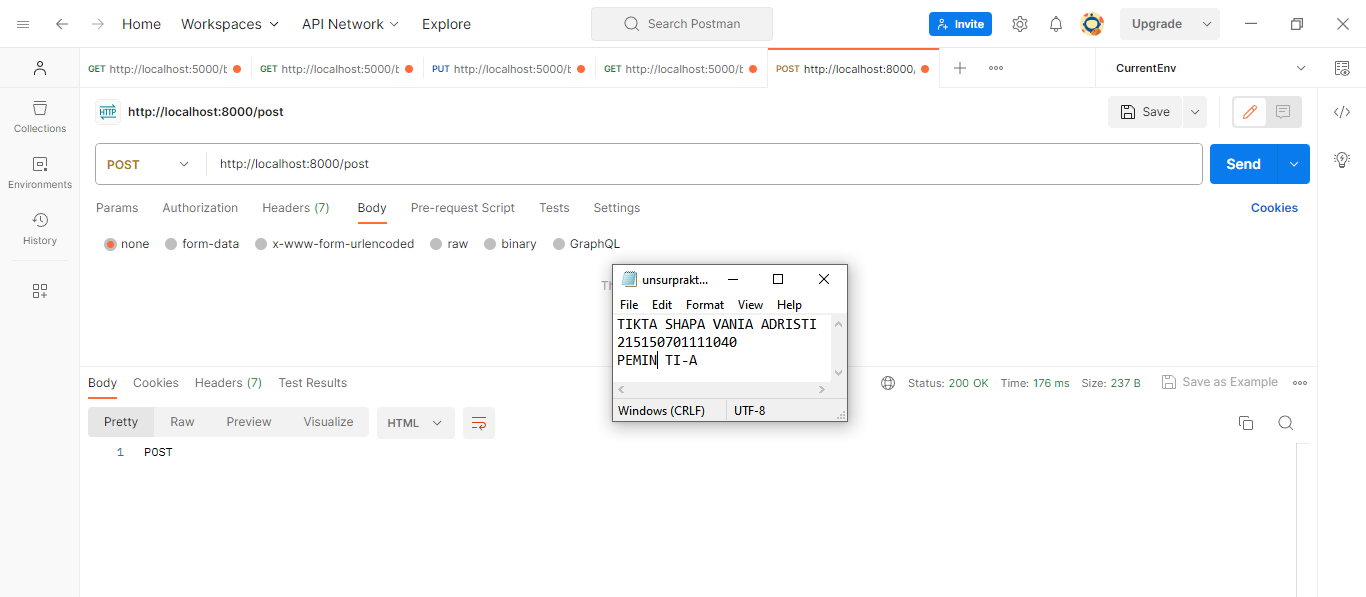 Home Workspaces API Network Explore Search Postman Invite Upgrade
GET http://localhost:5000/b GET http://localhost:5000/b PUT http://localhost:5000/b GET http://localhost:5000/b POST http://localhost:8000, CurrentEnv
HTTP http://localhost:8000/post Save
Collections
POST http://localhost:8000/post Send
Environments
Params Authorization Headers (7) Body Pre-request Script Tests Settings Cookies
History
none form-data x-www-form-urlencoded raw binary GraphQL
unsurprakt...
File Edit Format View Help
TIKTA SHAPA VANIA ADRISTI
215150701111040
PEMIN TI-A
Windows (CRLF) UTF-8
Body Cookies Headers (7) Test Results Status: 200 OK Time: 176 ms Size: 237 B Save as Example
Pretty Raw Preview Visualize HTML
1 POST